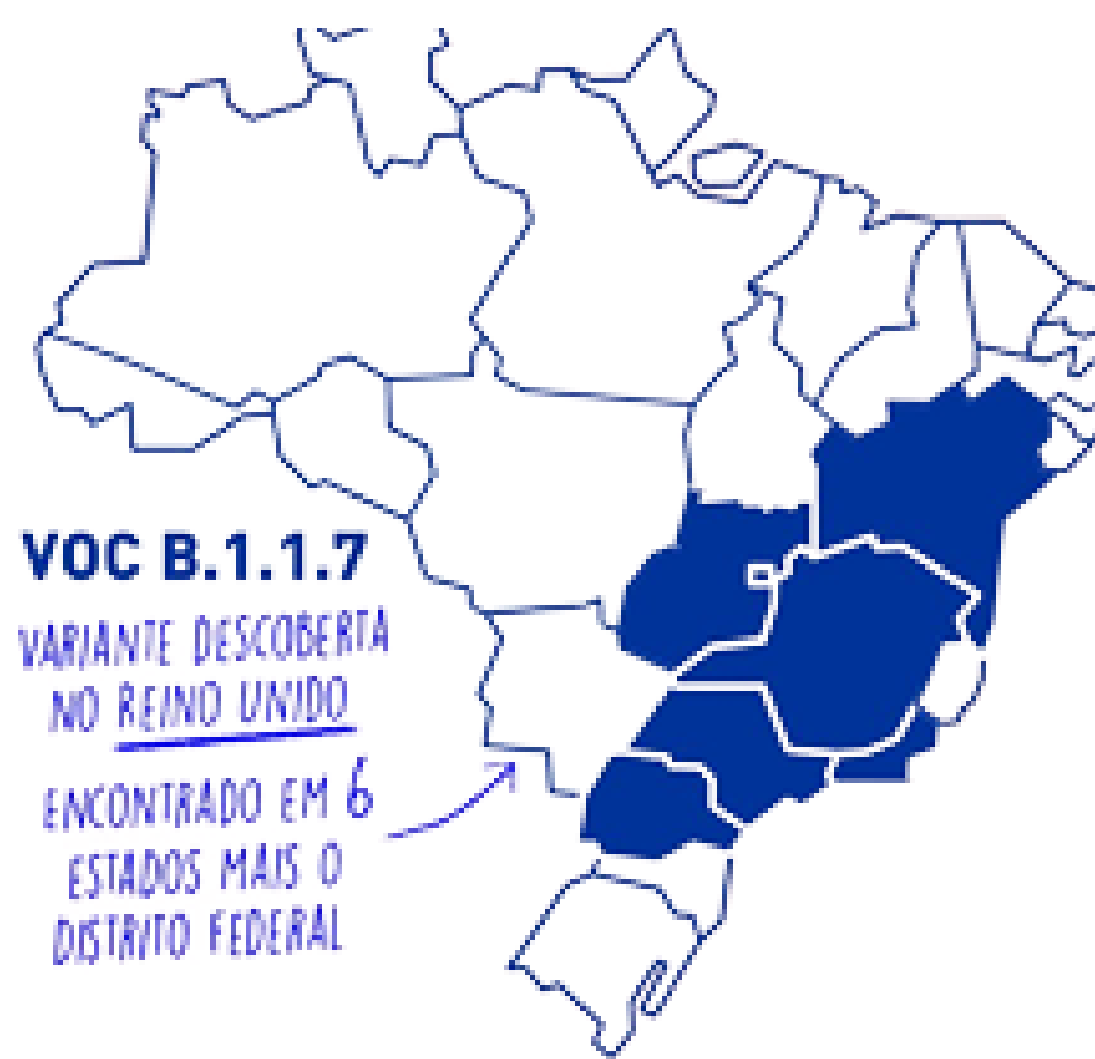 VOC B.1.1.7
VARIANTE DESCOBERTA
NO REINO UNIDO
ENCONTRADO EM 6
ESTADOS MAIS O
DISTRITO FEDERAL